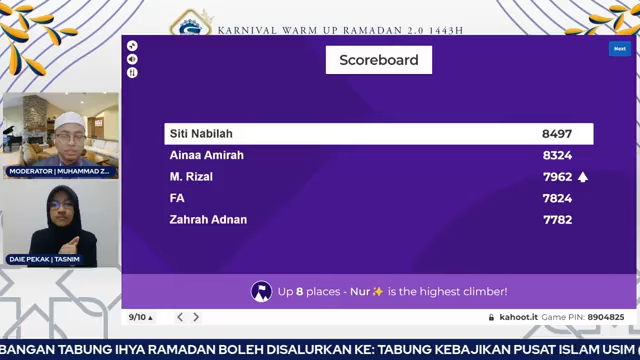 KARNIVAL WARM UP RAMADAN 2.0 1443H
Next
Scoreboard
Siti Nabilah 8497
Ainaa Amirah 8324
M. Rizal 7962
FA 7824
Zahrah Adnan 7782
Up 8 places - Nur✨ is the highest climber!
9/10
kahoot.it Game PIN: 8904825
MODERATOR | MUHAMMAD Z...
DAIE PEKAK | TASNIM
BANGAN TABUNG IHYA RAMADAN BOLEH DISALURKAN KE: TABUNG KEBAJIKAN PUSAT ISLAM USIM